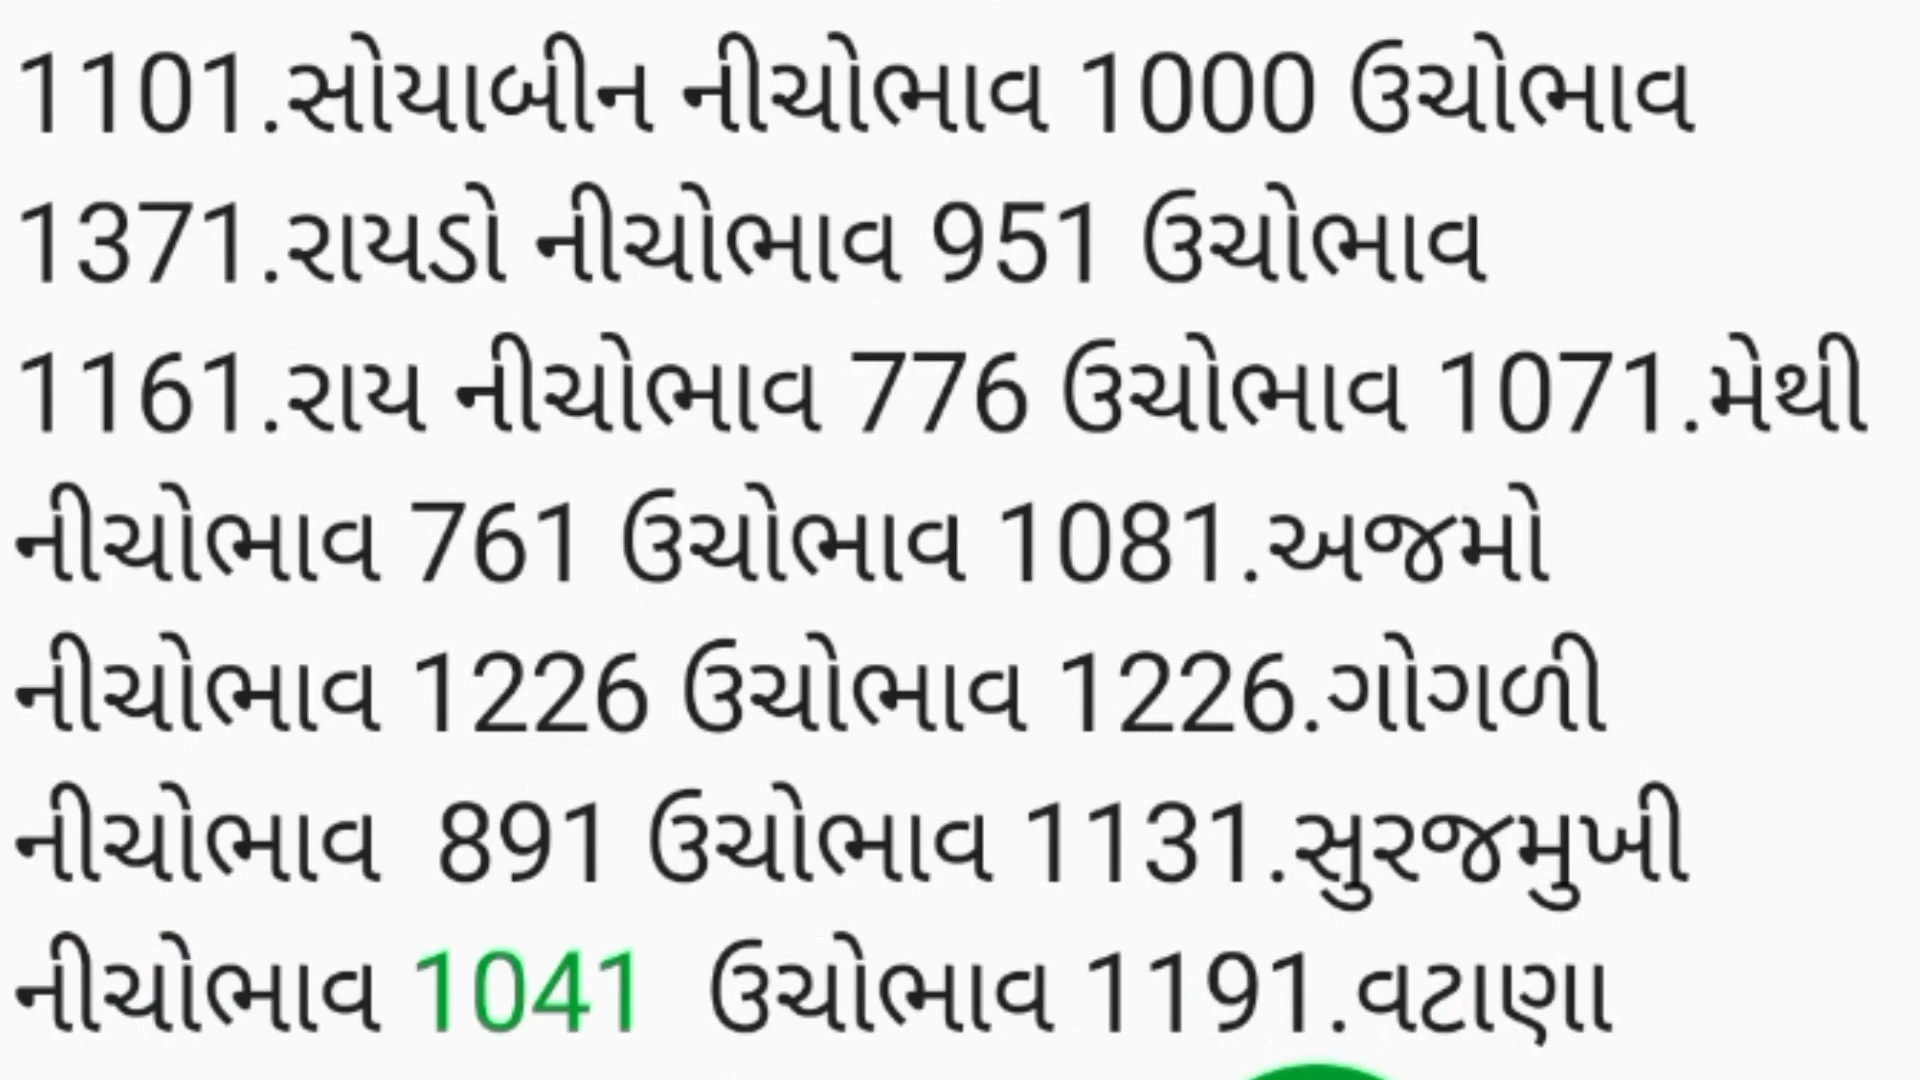 1101.સોયાબીન નીચોભાવ 1000 ઉચોભાવ
1371.રાયડો નીચોભાવ 951 ઉચોભાવ
1161.રાય નીચોભાવ 776 ઉચોભાવ 1071.મેથી
નીચોભાવ 761 ઉચોભાવ 1081.અજમો
નીચોભાવ 1226 ઉચોભાવ 1226.ગોગળી
નીચોભાવ  891 ઉચોભાવ 1131.સુરજમુખી
નીચોભાવ 1041  ઉચોભાવ 1191.વટાણા